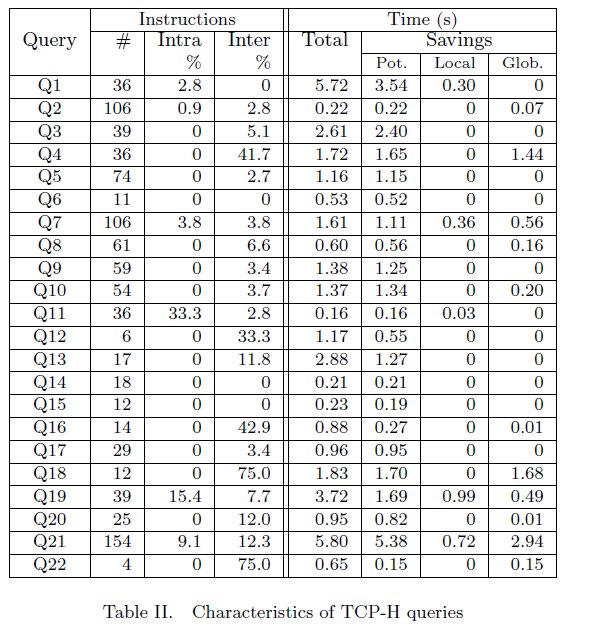 Instructions Time (s)
Query # Intra Inter Total Savings
% % Pot. Local Glob.
Q1 36 2.8 0 5.72 3.54 0.30 0
Q2 106 0.9 2.8 0.22 0.22 0 0.07
Q3 39 0 5.1 2.61 2.40 0 0
Q4 36 0 41.7 1.72 1.65 0 1.44
Q5 74 0 2.7 1.16 1.15 0 0
Q6 11 0 0 0.53 0.52 0 0
Q7 106 3.8 3.8 1.61 1.11 0.36 0.56
Q8 61 0 6.6 0.60 0.56 0 0.16
Q9 59 0 3.4 1.38 1.25 0 0
Q10 54 0 3.7 1.37 1.34 0 0.20
Q11 36 33.3 2.8 0.16 0.16 0.03 0
Q12 6 0 33.3 1.17 0.55 0 0
Q13 17 0 11.8 2.88 1.27 0 0
Q14 18 0 0 0.21 0.21 0 0
Q15 12 0 0 0.23 0.19 0 0
Q16 14 0 42.9 0.88 0.27 0 0.01
Q17 29 0 3.4 0.96 0.95 0 0
Q18 12 0 75.0 1.83 1.70 0 1.68
Q19 39 15.4 7.7 3.72 1.69 0.99 0.49
Q20 25 0 12.0 0.95 0.82 0 0.01
Q21 154 9.1 12.3 5.80 5.38 0.72 2.94
Q22 4 0 75.0 0.65 0.15 0 0.15
Table II. Characteristics of TCP-H queries